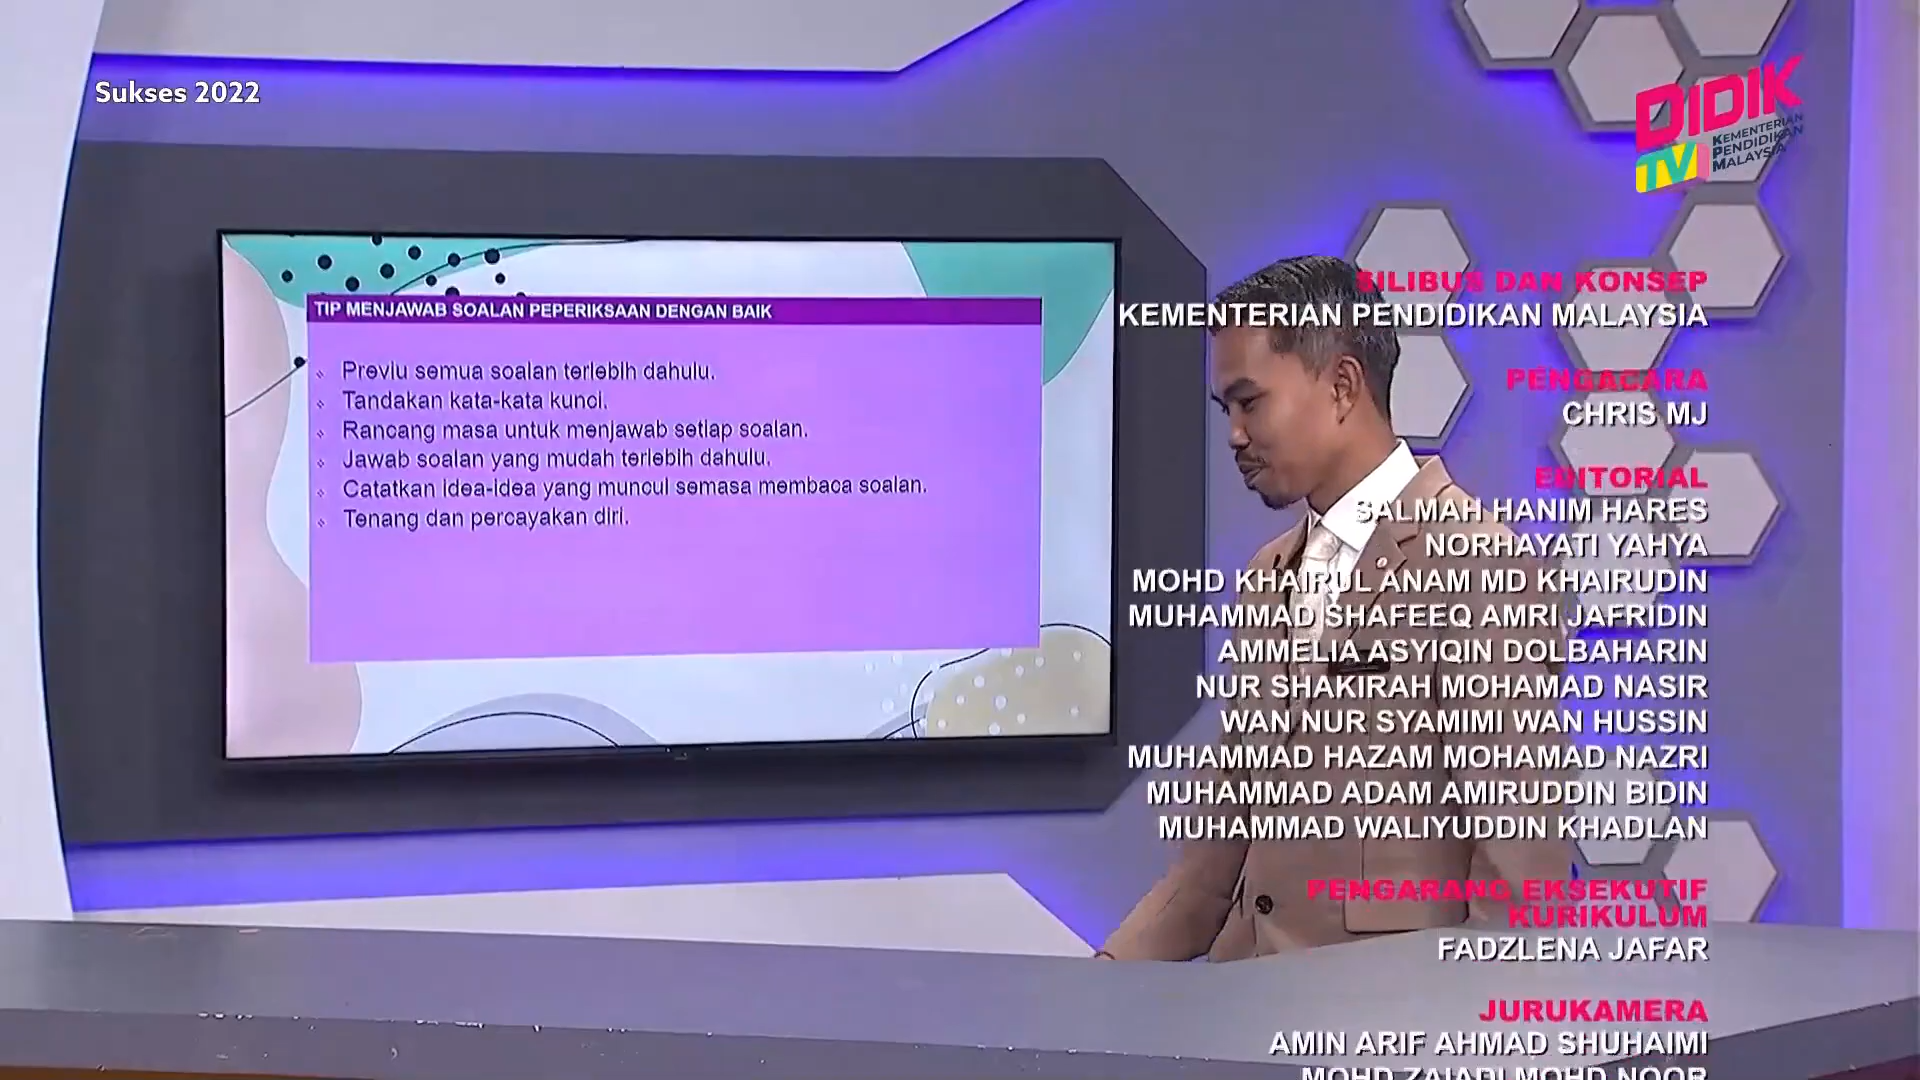 Sukses 2022
DIDIK
TV
KEMENTERIAN
PENDIDIKAN
MALAYSIA
TIP MENJAWAB SOALAN PEPERIKSAAN DENGAN BAIK
Previu semua soalan terlebih dahulu.
Tandakan kata-kata kunci.
Rancang masa untuk menjawab setiap soalan.
Jawab soalan yang mudah terlebih dahulu.
Catatkan idea-idea yang muncul semasa membaca soalan.
Tenang dan percayakan diri.
SILIBUS DAN KONSEP
KEMENTERIAN PENDIDIKAN MALAYSIA
PENGACARA
CHRIS MJ
EDITORIAL
SALMAH HANIM HARES
NORHAYATI YAHYA
MOHD KHAIRUL ANAM MD KHAIRUDIN
MUHAMMAD SHAFEEQ AMRI JAFRIDIN
AMMELIA ASYIQIN DOLBAHARIN
NUR SHAKIRAH MOHAMAD NASIR
WAN NUR SYAMIMI WAN HUSSIN
MUHAMMAD HAZAM MOHAMAD NAZRI
MUHAMMAD ADAM AMIRUDDIN BIDIN
MUHAMMAD WALIYUDDIN KHADLAN
PENGARANG EKSEKUTIF
KURIKULUM
FADZLENA JAFAR
JURUKAMERA
AMIN ARIF AHMAD SHUHAIMI
MOHD ZAIADI MOHD NOOR